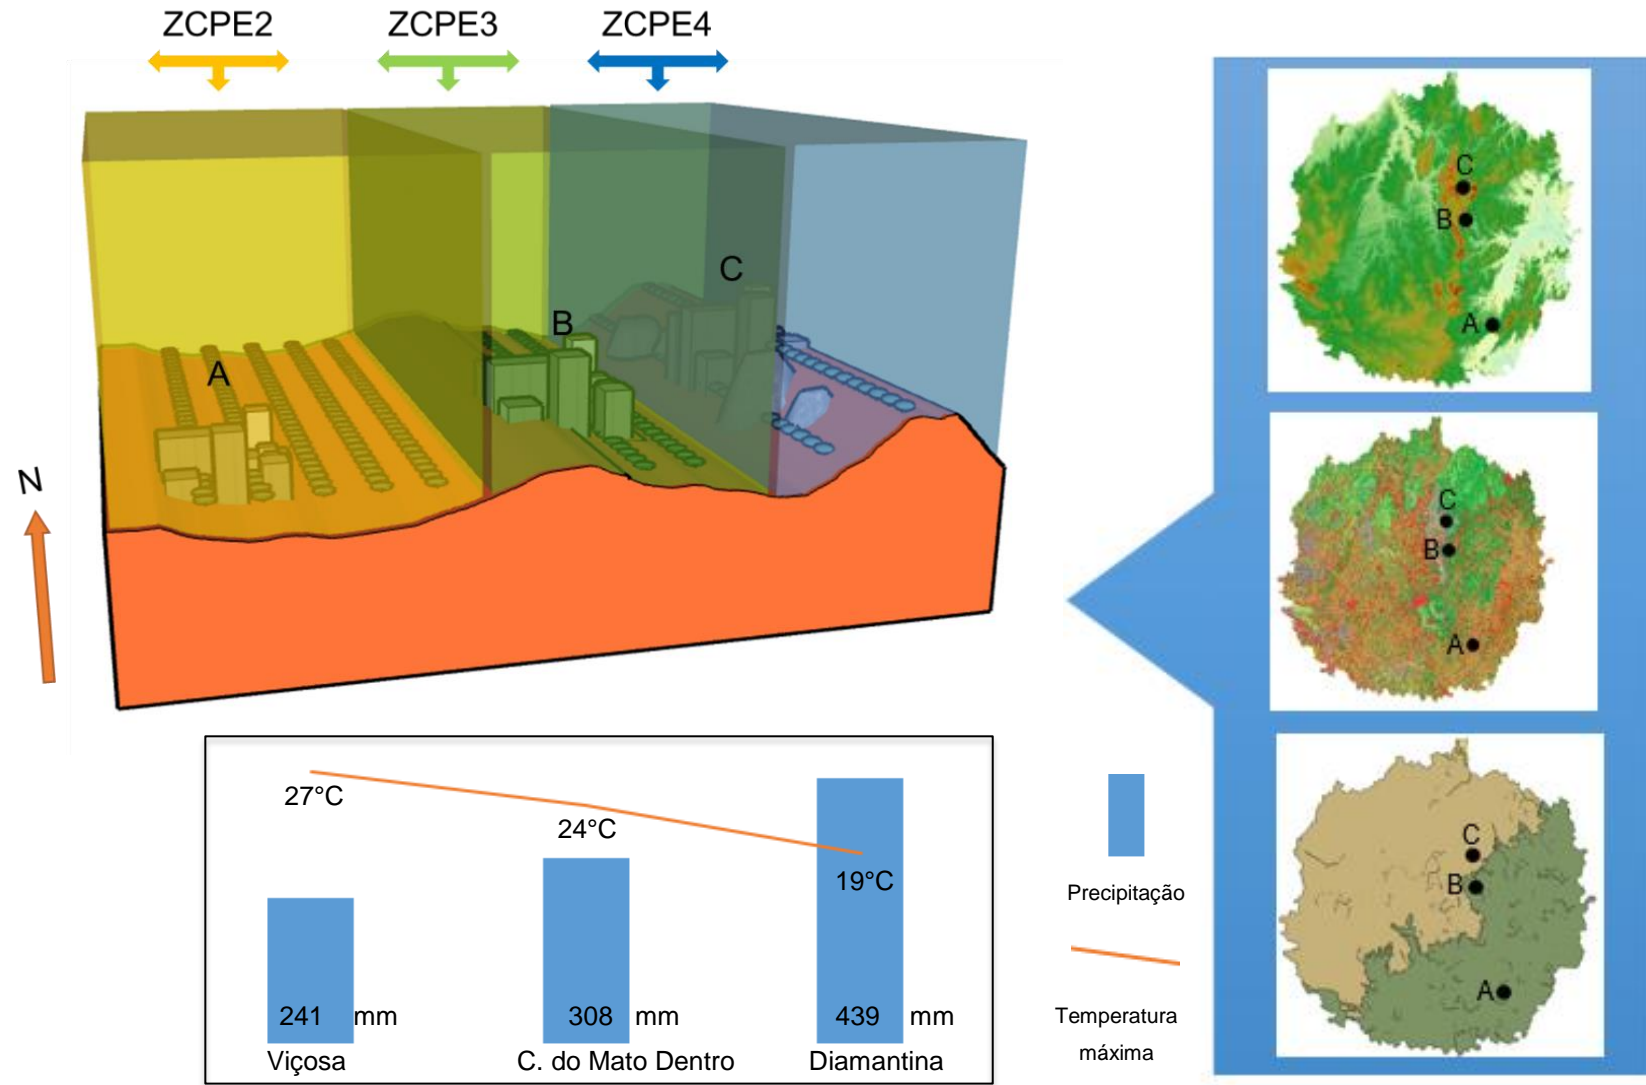 ZCPE2 ZCPE3 ZCPE4
A B C
N
27°C
24°C
19°C
241 mm 308 mm 439 mm
Viçosa C. do Mato Dentro Diamantina
Precipitação
Temperatura
máxima
C
B
A
C
B
A
C
B
A